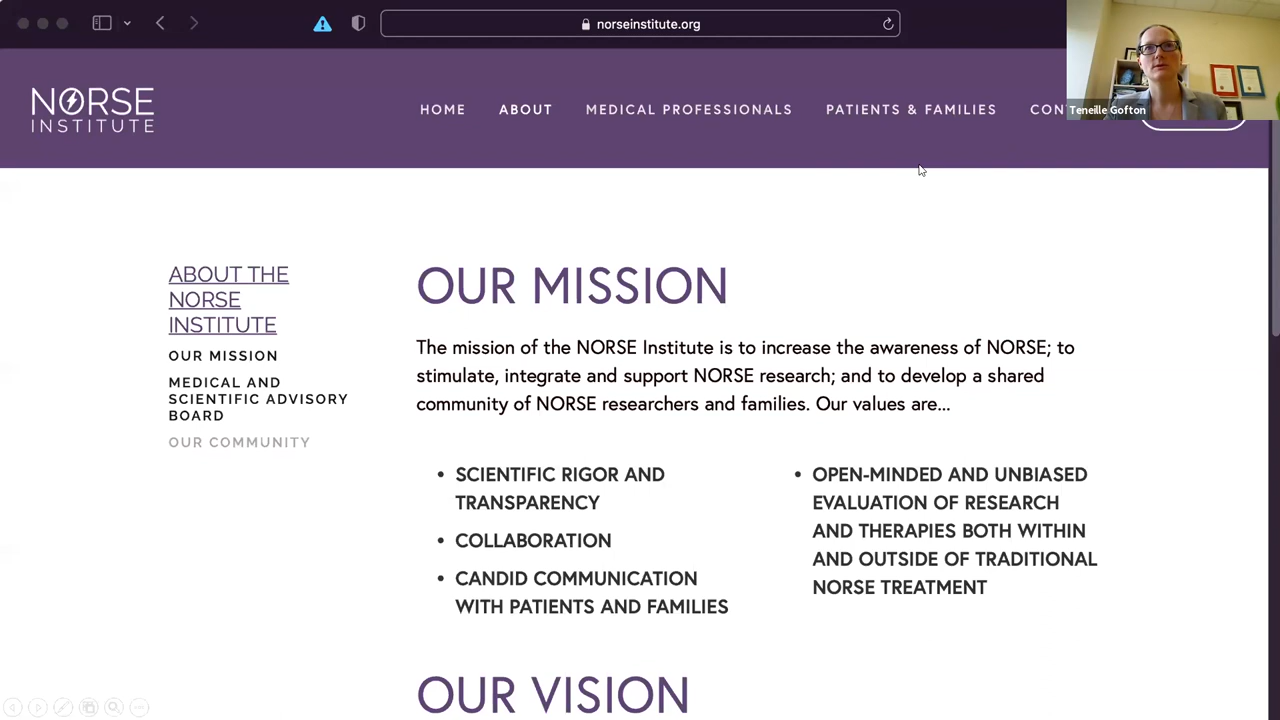 norseinstitute.org
NORSE
INSTITUTE
HOME
ABOUT
MEDICAL PROFESSIONALS
PATIENTS & FAMILIES
CON
Teneille Gofton
ABOUT THE
NORSE
INSTITUTE
OUR MISSION
MEDICAL AND
SCIENTIFIC ADVISORY
BOARD
OUR COMMUNITY
OUR MISSION
The mission of the NORSE Institute is to increase the awareness of NORSE; to
stimulate, integrate and support NORSE research; and to develop a shared
community of NORSE researchers and families. Our values are...
• SCIENTIFIC RIGOR AND
TRANSPARENCY
• COLLABORATION
• CANDID COMMUNICATION
WITH PATIENTS AND FAMILIES
• OPEN-MINDED AND UNBIASED
EVALUATION OF RESEARCH
AND THERAPIES BOTH WITHIN
AND OUTSIDE OF TRADITIONAL
NORSE TREATMENT
OUR VISION